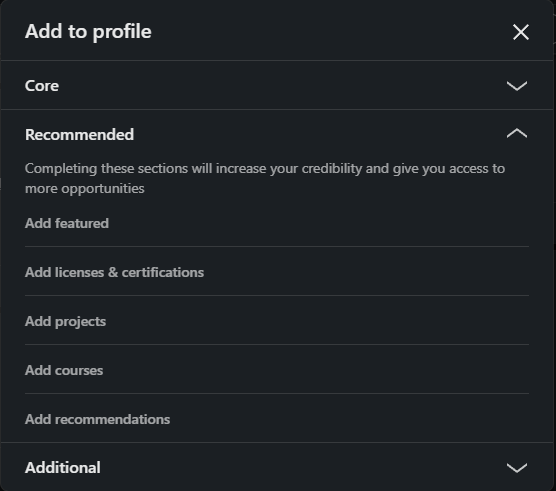 Add to profile
Core
Recommended
Completing these sections will increase your credibility and give you access to
more opportunities
Add featured
Add licenses & certifications
Add projects
Add courses
Add recommendations
Additional